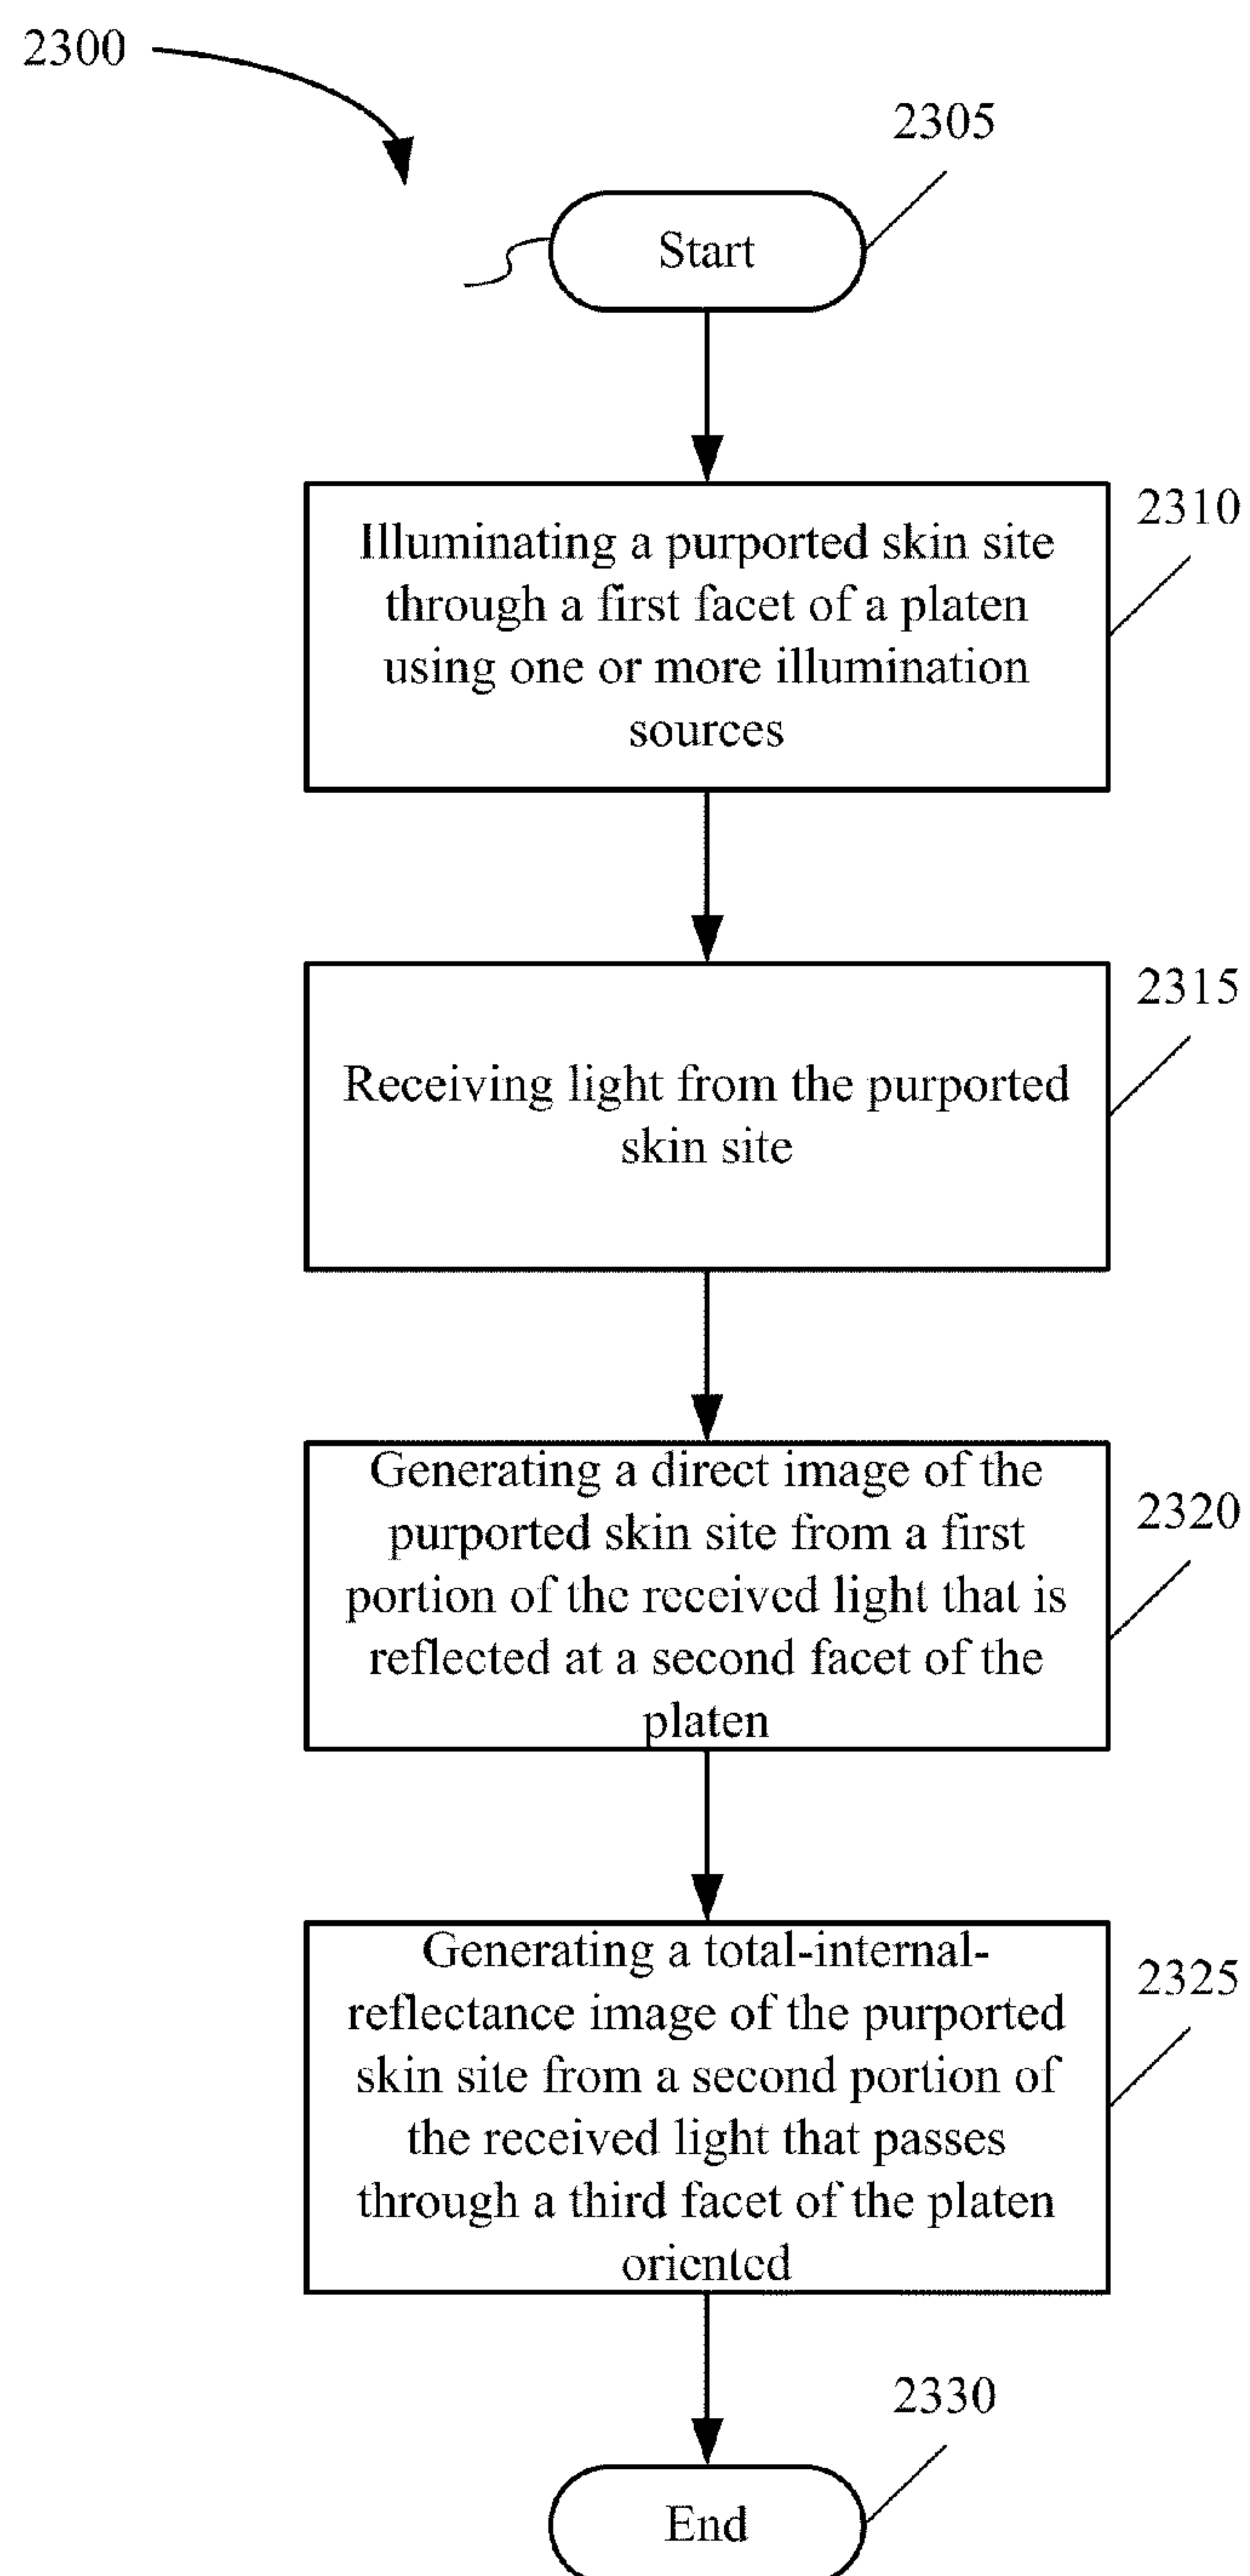 2300
2305
Start
2310
Illuminating a purported skin site
through a first facet of a platen
using one or more illumination
sources
2315
Receiving light from the purported
skin site
Generating a direct image of the
purported skin site from a first
portion of the received light that is
reflected at a second facet of the
platen
2320
Generating a total-internal-
reflectance image of the purported
skin site from a second portion of
the received light that passes
through a third facet of the platen
oriented
2325
2330
End